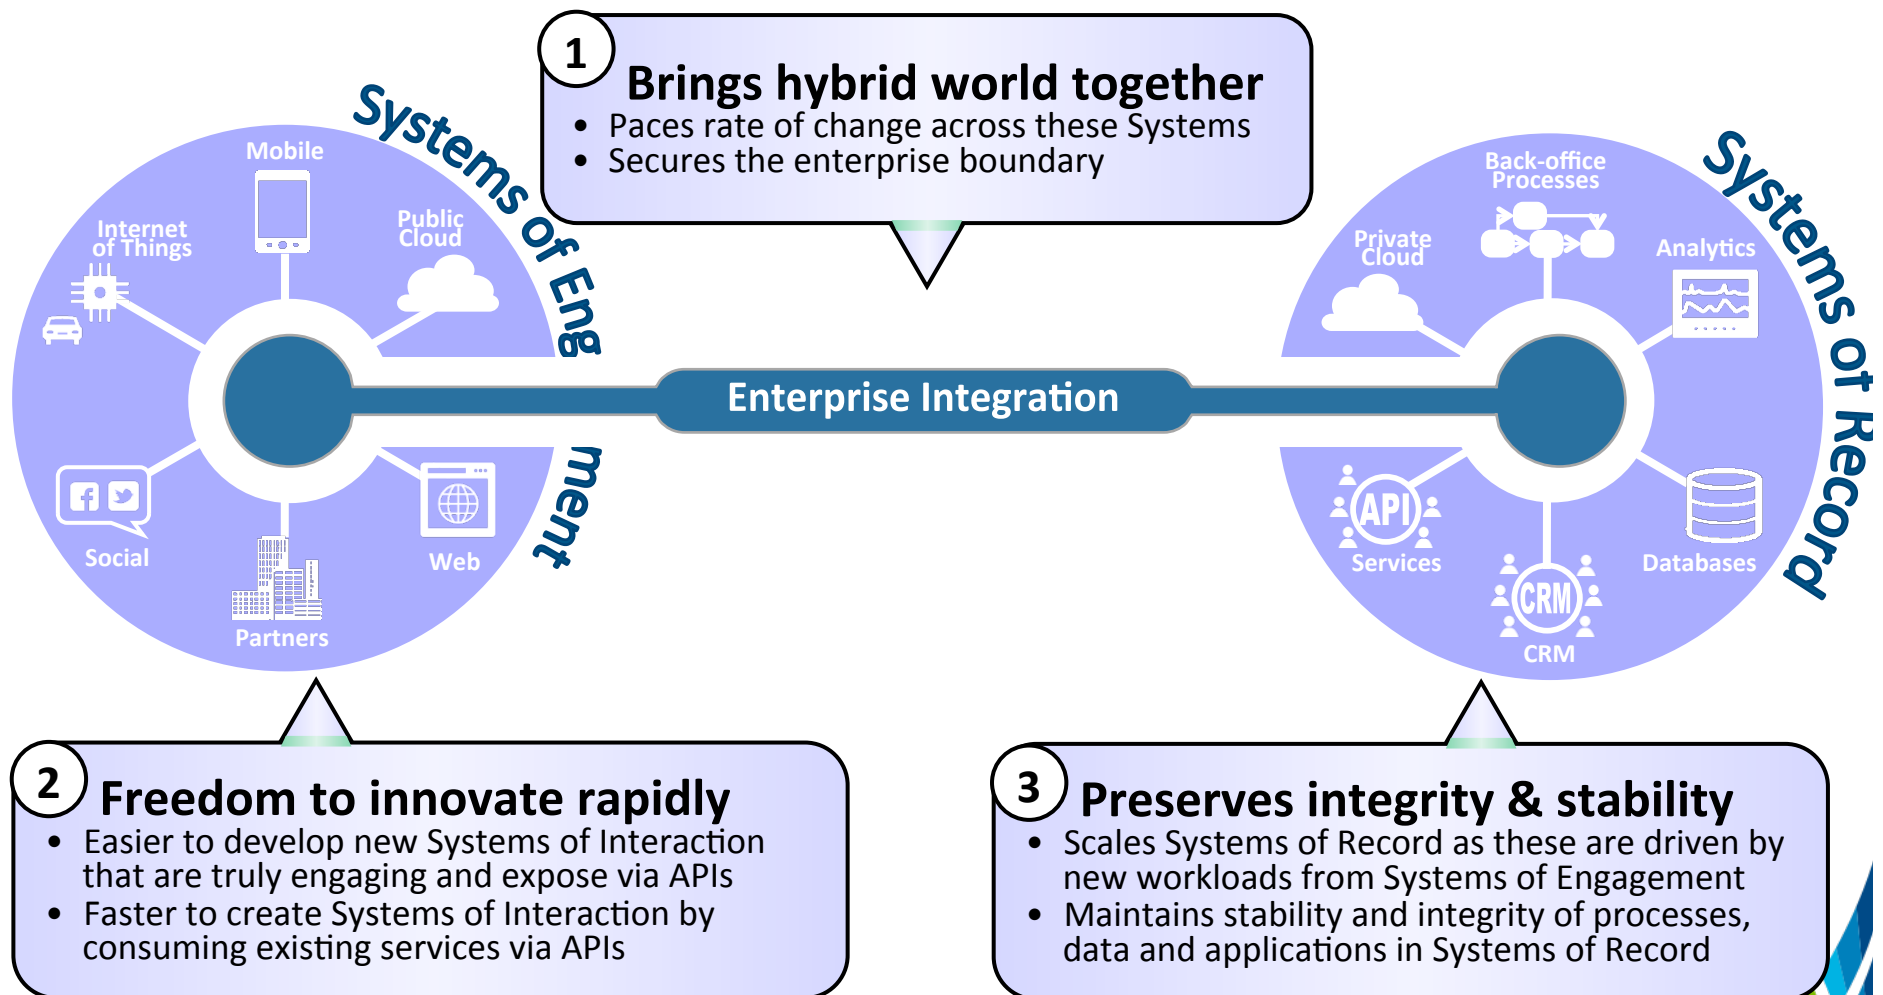 1
Brings hybrid world together
• Paces rate of change across these Systems
• Secures the enterprise boundary
Systems of Eng ment
Mobile
Internet
of Things
Public
Cloud
Social
Partners
Web
Enterprise Integration
Systems of Record
Back-office
Processes
Private
Cloud
Analytics
API
Services
CRM
CRM
Databases
2
Freedom to innovate rapidly
• Easier to develop new Systems of Interaction
that are truly engaging and expose via APIs
• Faster to create Systems of Interaction by
consuming existing services via APIs
3
Preserves integrity & stability
• Scales Systems of Record as these are driven by
new workloads from Systems of Engagement
• Maintains stability and integrity of processes,
data and applications in Systems of Record